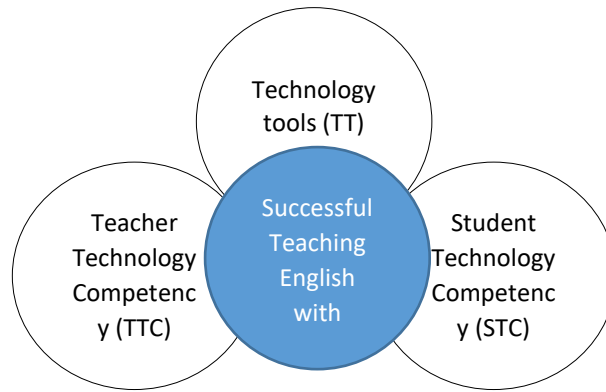 Technology
tools (TT)
Teacher
Technology
Competenc
y (TTC)
Successful
Teaching
English
with
Student
Technology
Competenc
y (STC)